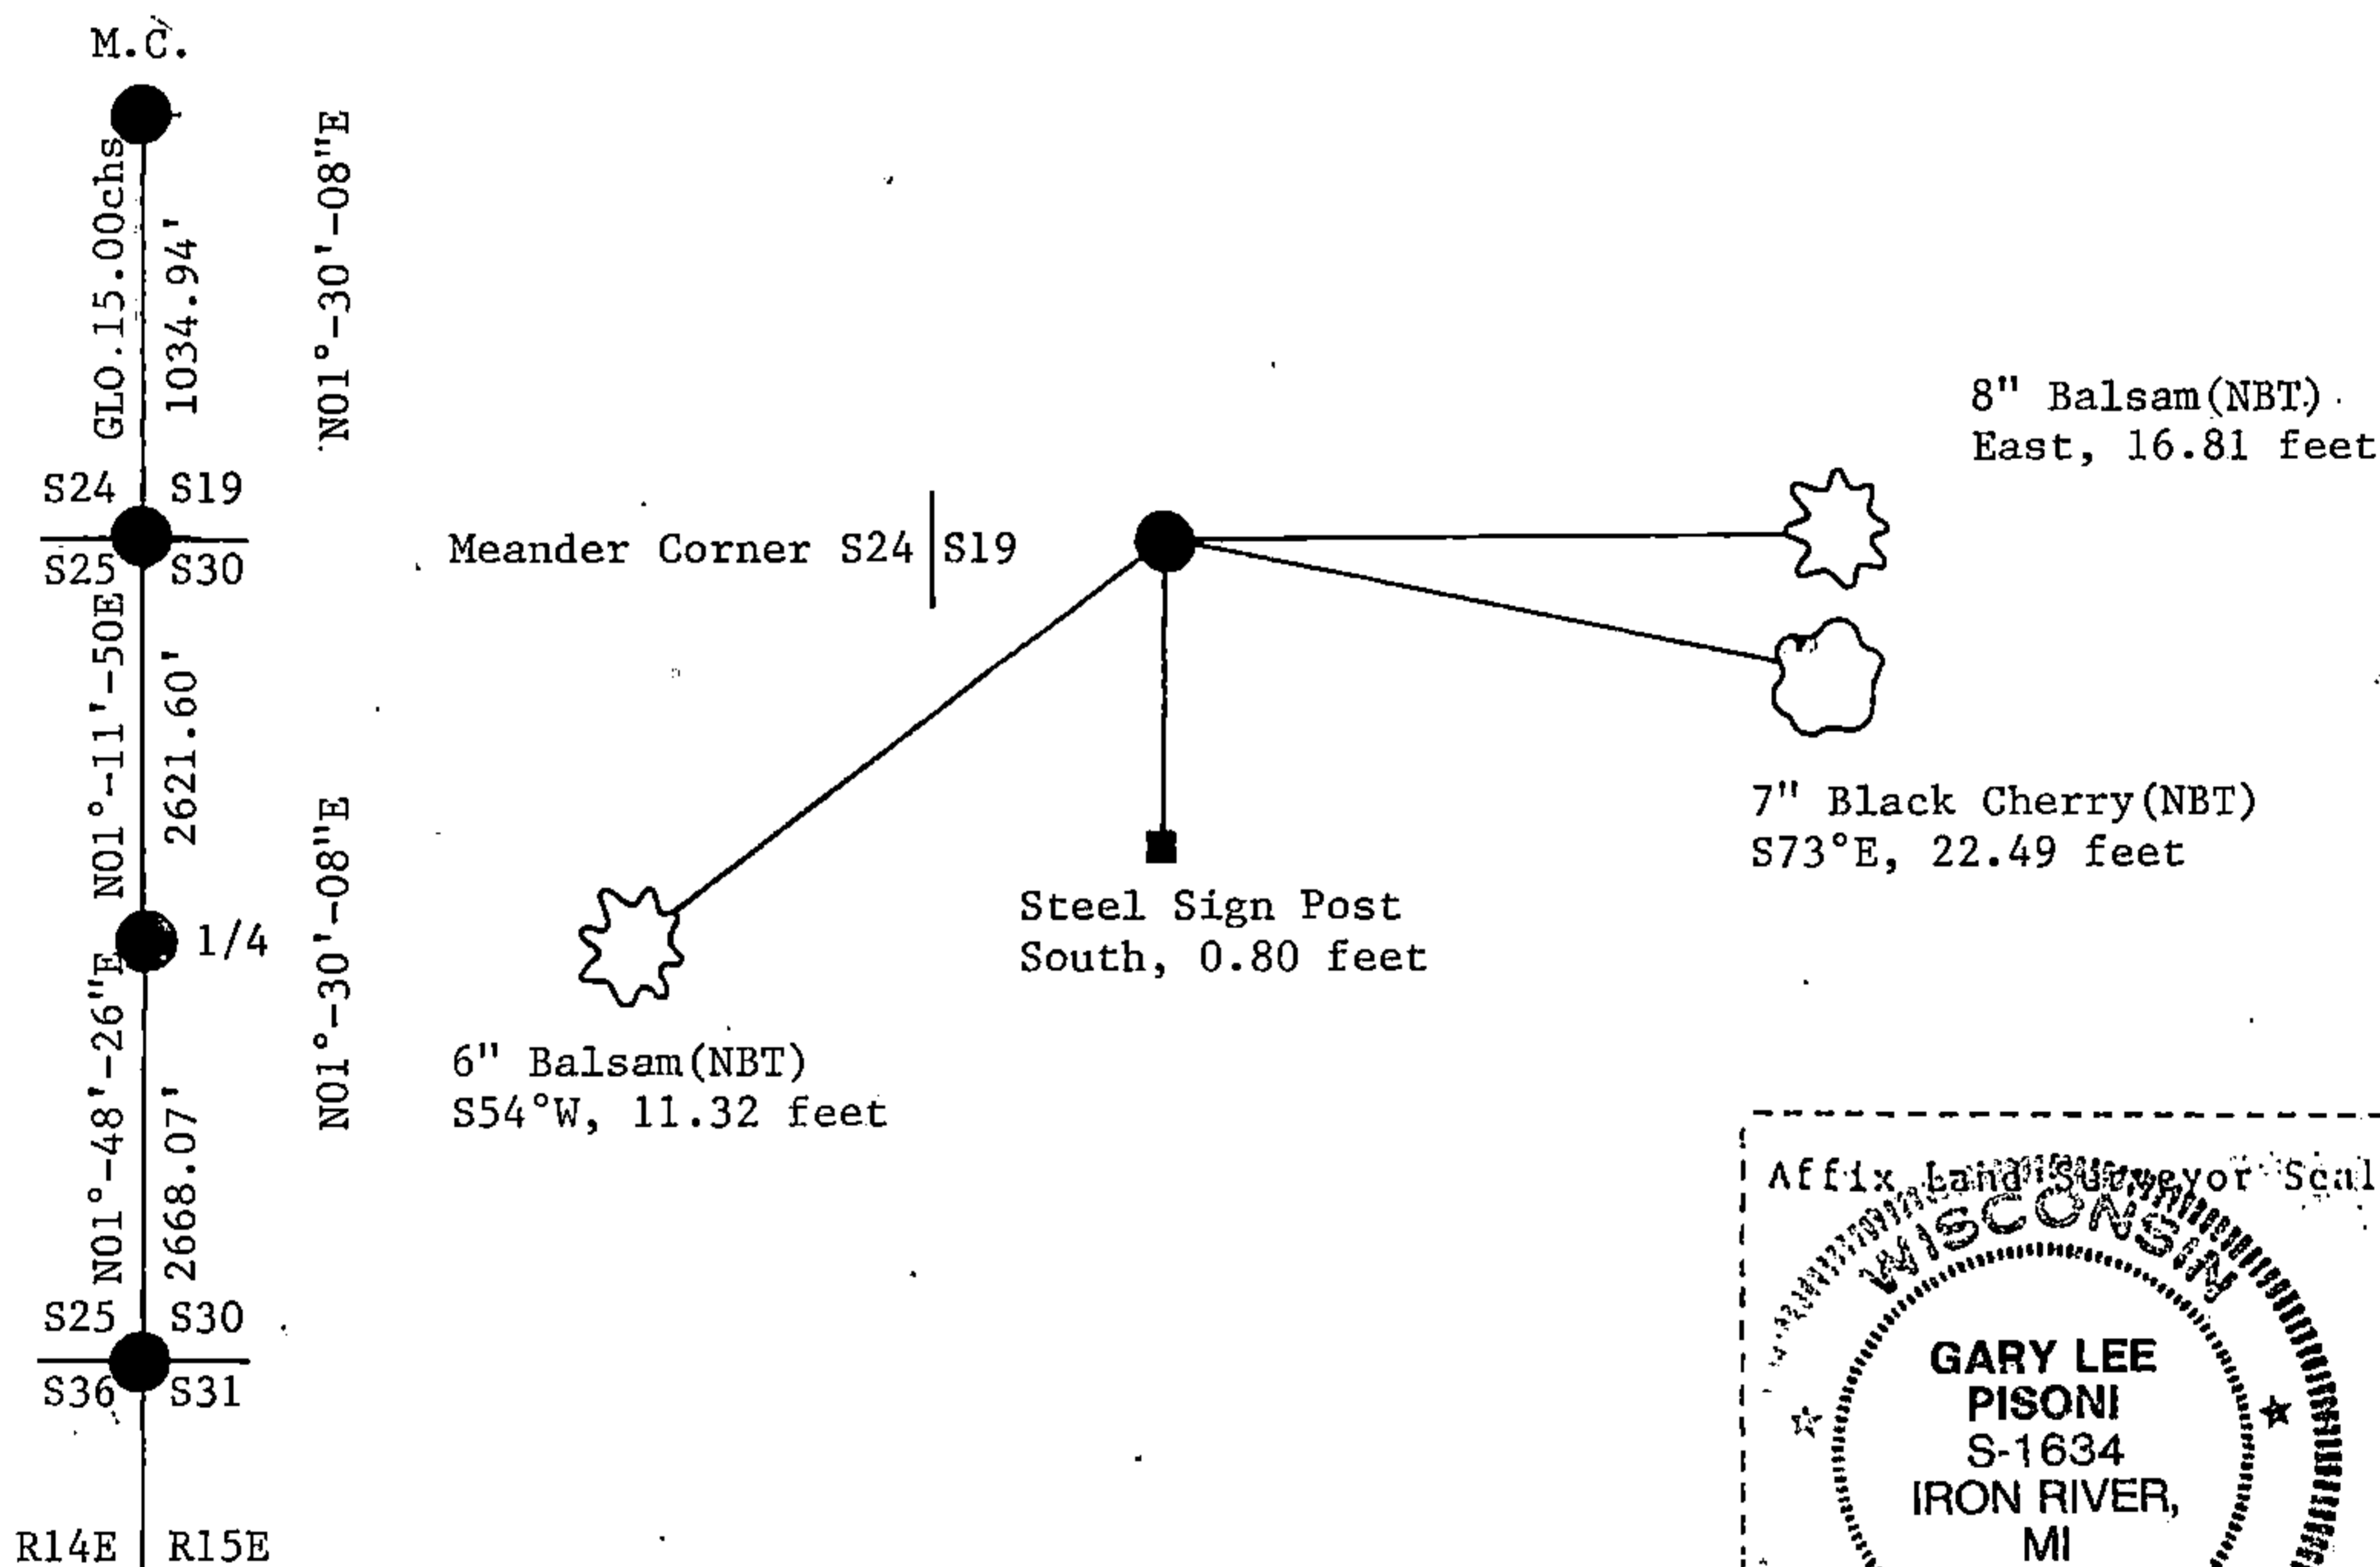 M.C.
GLO.15.00chs
1034.94'
N01°-30'-08"E
S24 S19
S25 S30
N01°-11'-50E
2621.60'
1/4
N01°-30'-08"E
N01°-48'-26"E
2668.07'
S25 S30
S36 S31
R14E R15E
Meander Corner S24 S19
8" Balsam(NBT)
East, 16.81 feet
7" Black Cherry(NBT)
S73°E, 22.49 feet
Steel Sign Post
South, 0.80 feet
6" Balsam(NBT)
S54°W, 11.32 feet
Affix Land Surveyor Seal
WISCONSIN
GARY LEE
PISONI
S-1634
IRON RIVER,
MI